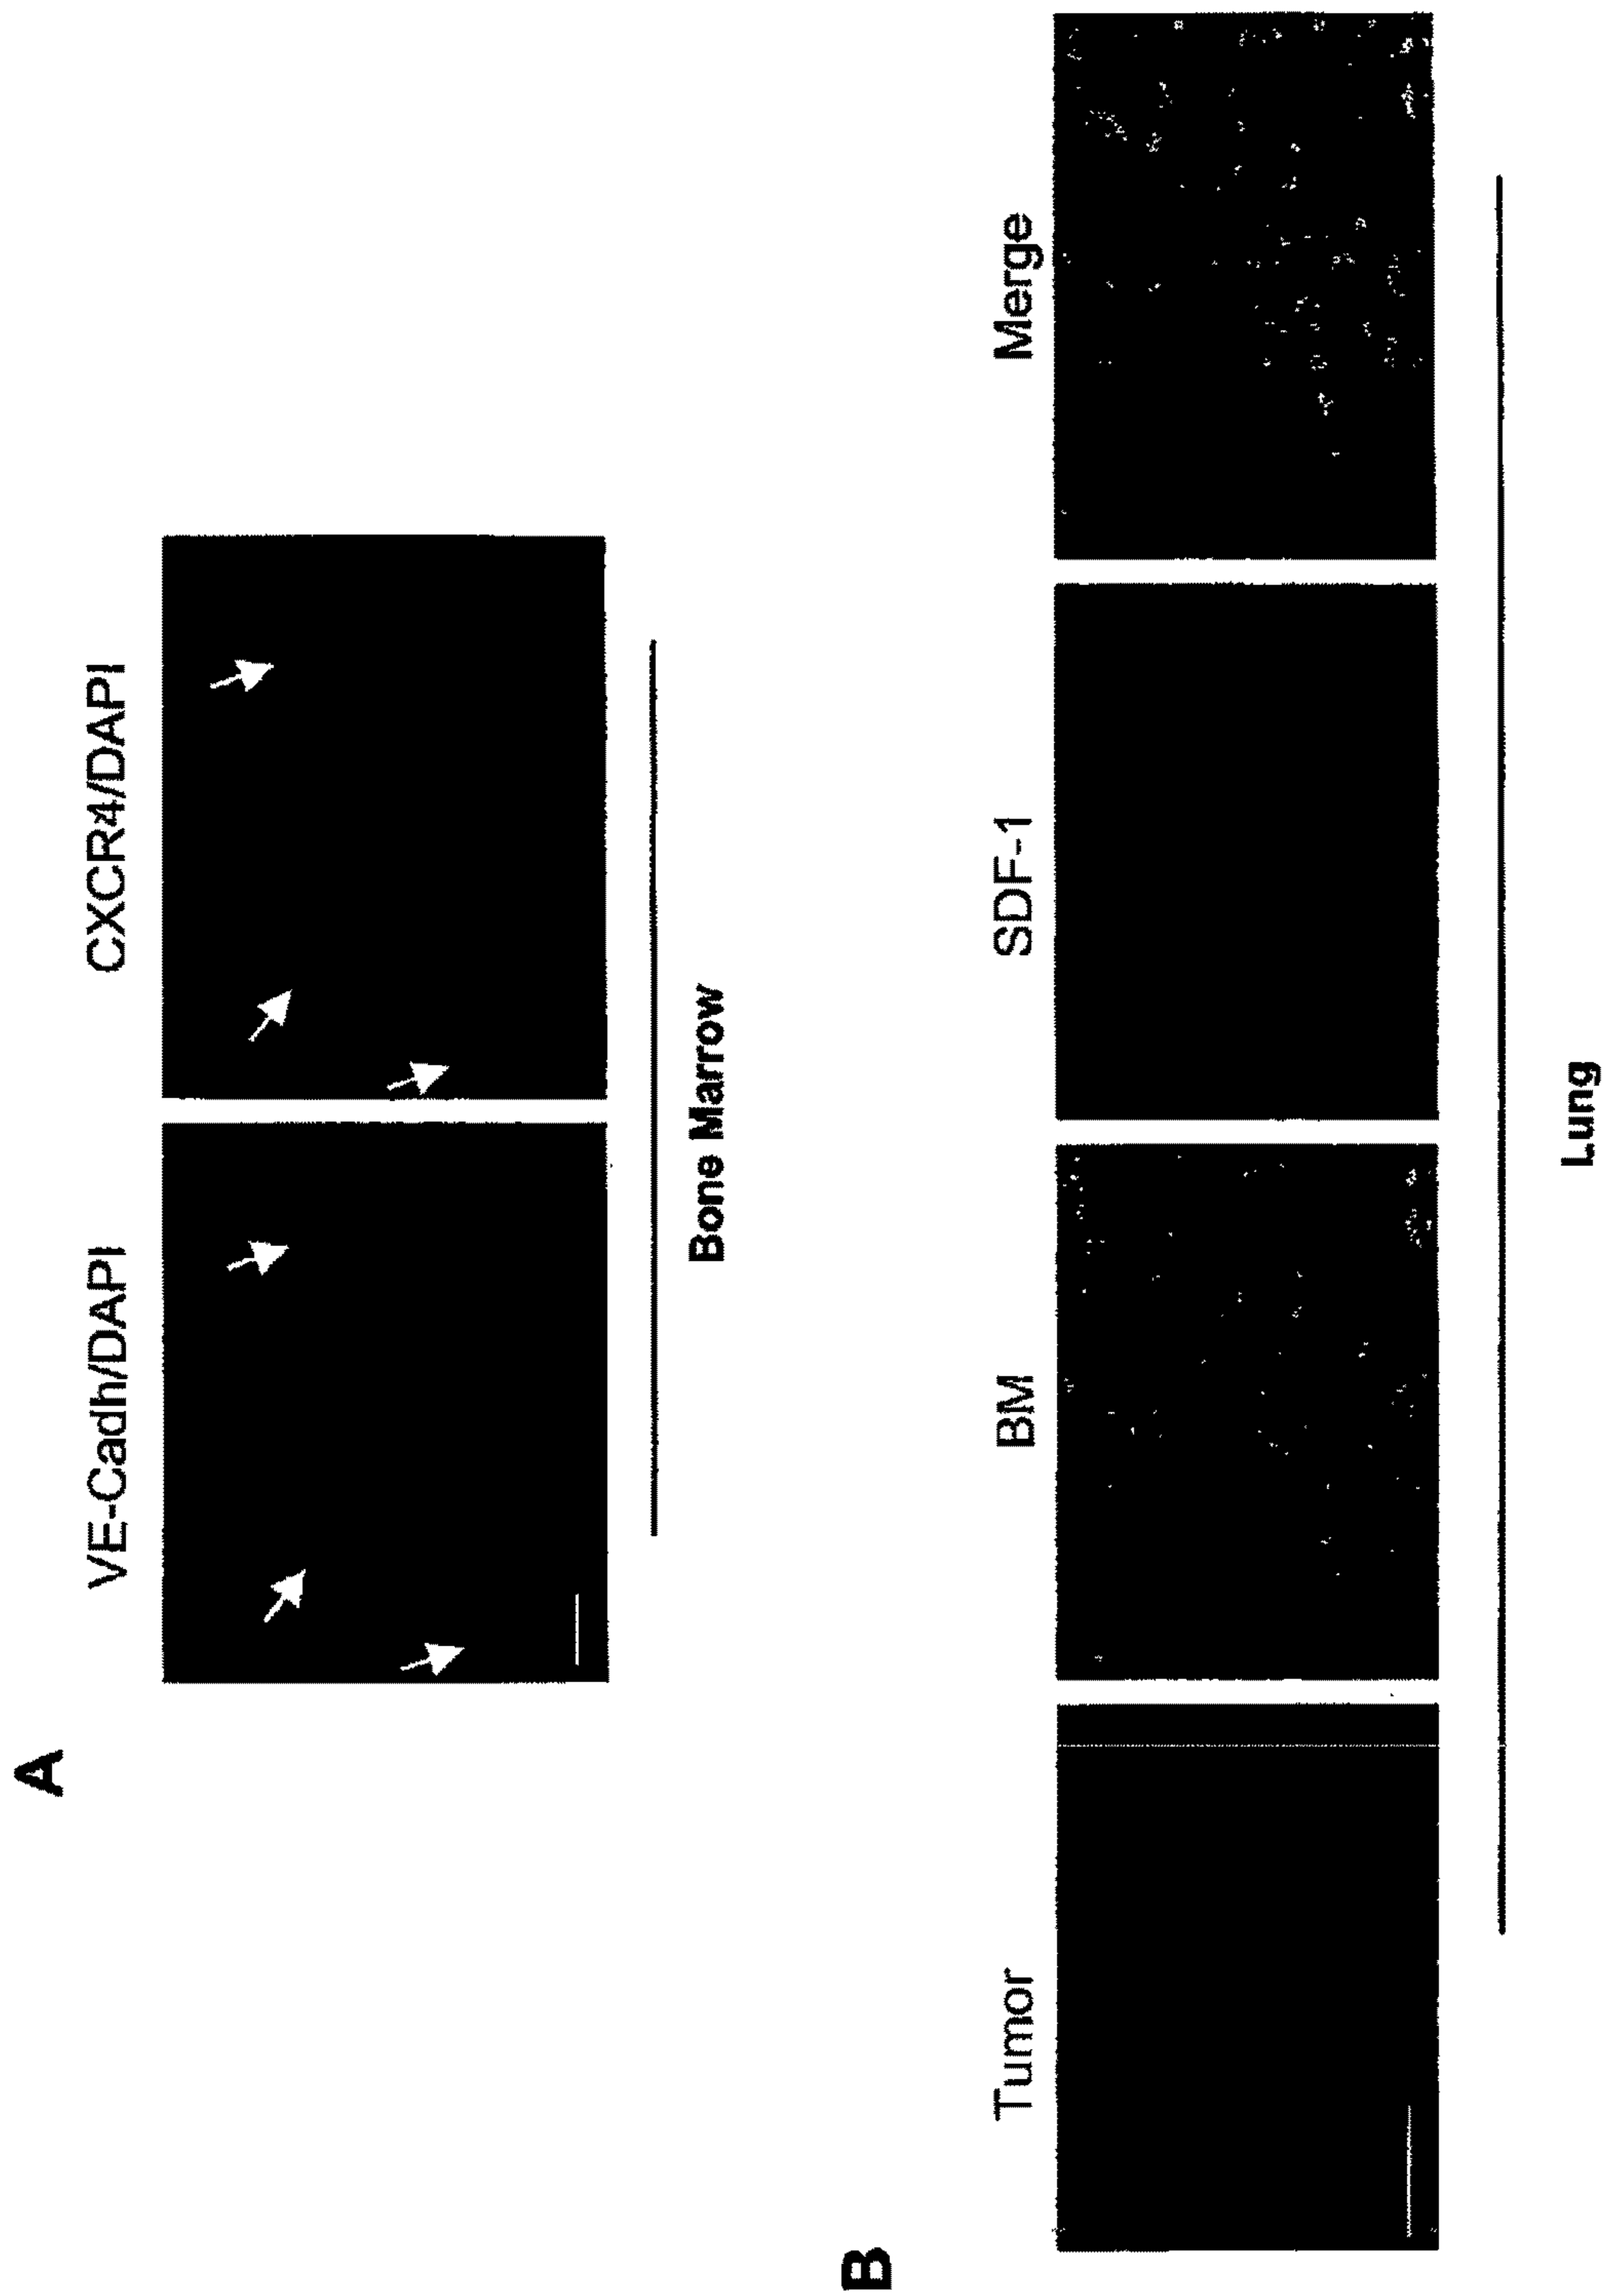 A
VE-Cadh/DAPI
CXCR4/DAPI
Bone Marrow
B
Tumor
BM
SDF-1
Merge
Lung